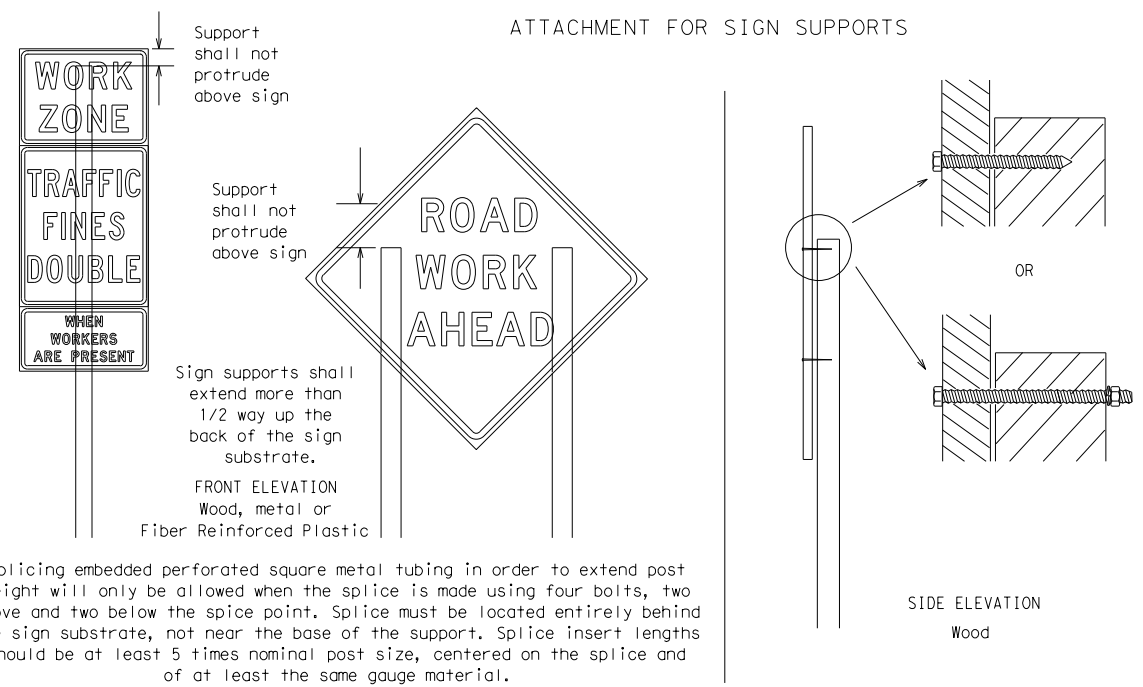 ATTACHMENT FOR SIGN SUPPORTS
Support
shall not
protrude
above sign
WORK
ZONE
TRAFFIC
FINES
DOUBLE
WHEN
WORKERS
ARE PRESENT
Support
shall not
protrude
above sign
ROAD
WORK
AHEAD
Sign supports shall
extend more than
1/2 way up the
back of the sign
substrate.
FRONT ELEVATION
Wood, metal or
Fiber Reinforced Plastic
plicing embedded perforated square metal tubing in order to extend post
eight will only be allowed when the splice is made using four bolts, two
ove and two below the spice point. Splice must be located entirely behind
sign substrate, not near the base of the support. Splice insert lengths
hould be at least 5 times nominal post size, centered on the splice and
of at least the same gauge material.
OR
SIDE ELEVATION
Wood